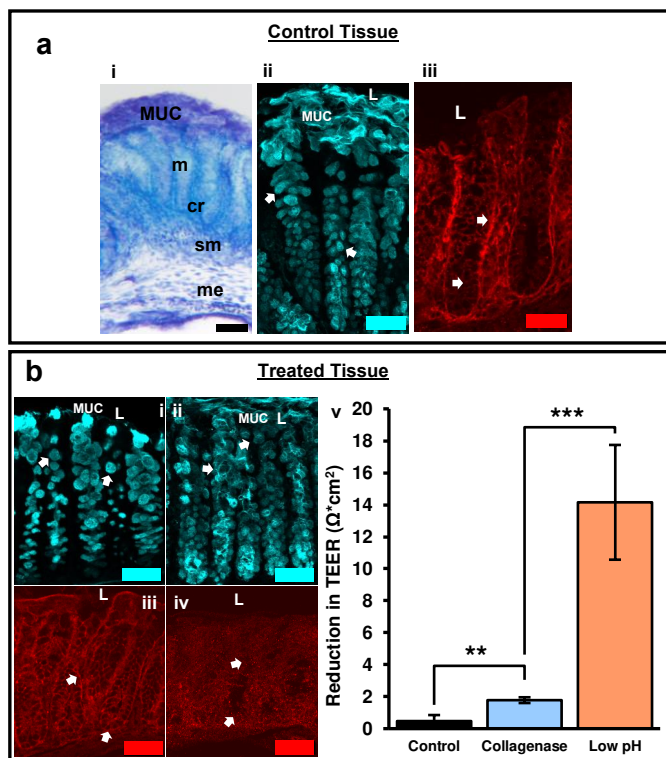 a
Control Tissue
i
ii
iii
MUC
m
cr
sm
me
L
MUC
L
b
Treated Tissue
MUC
L
i
ii
MUC
L
L
iii
iv
L
v
Reduction in TEER (Ω*cm²)
20
18
16
14
12
10
8
6
4
2
0
**
***
Control
Collagenase
Low pH